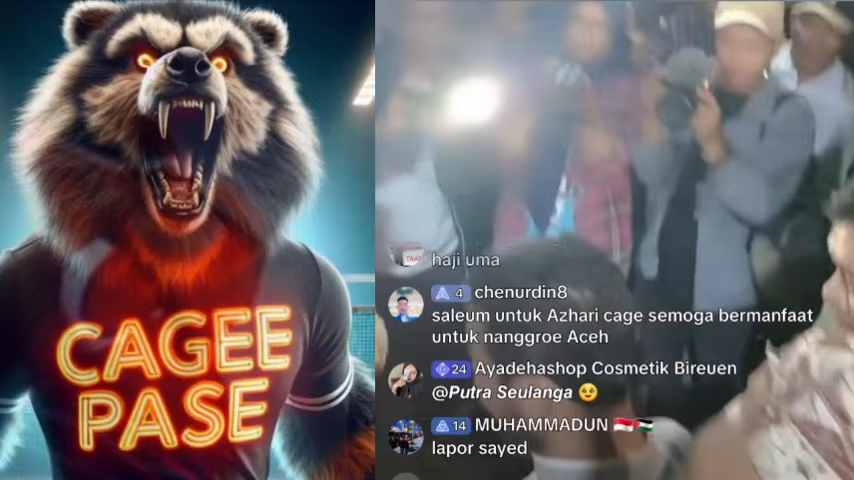 CAGEE
PASE
haji uma
4 chenurdin8
saleum untuk Azhari cage semoga bermanfaat
untuk nanggroe Aceh
24 Ayadehashop Cosmetik Bireuen
@Putra Seulanga 🥹
14 MUHAMMADUN 🇮🇩🇵🇸
lapor sayed